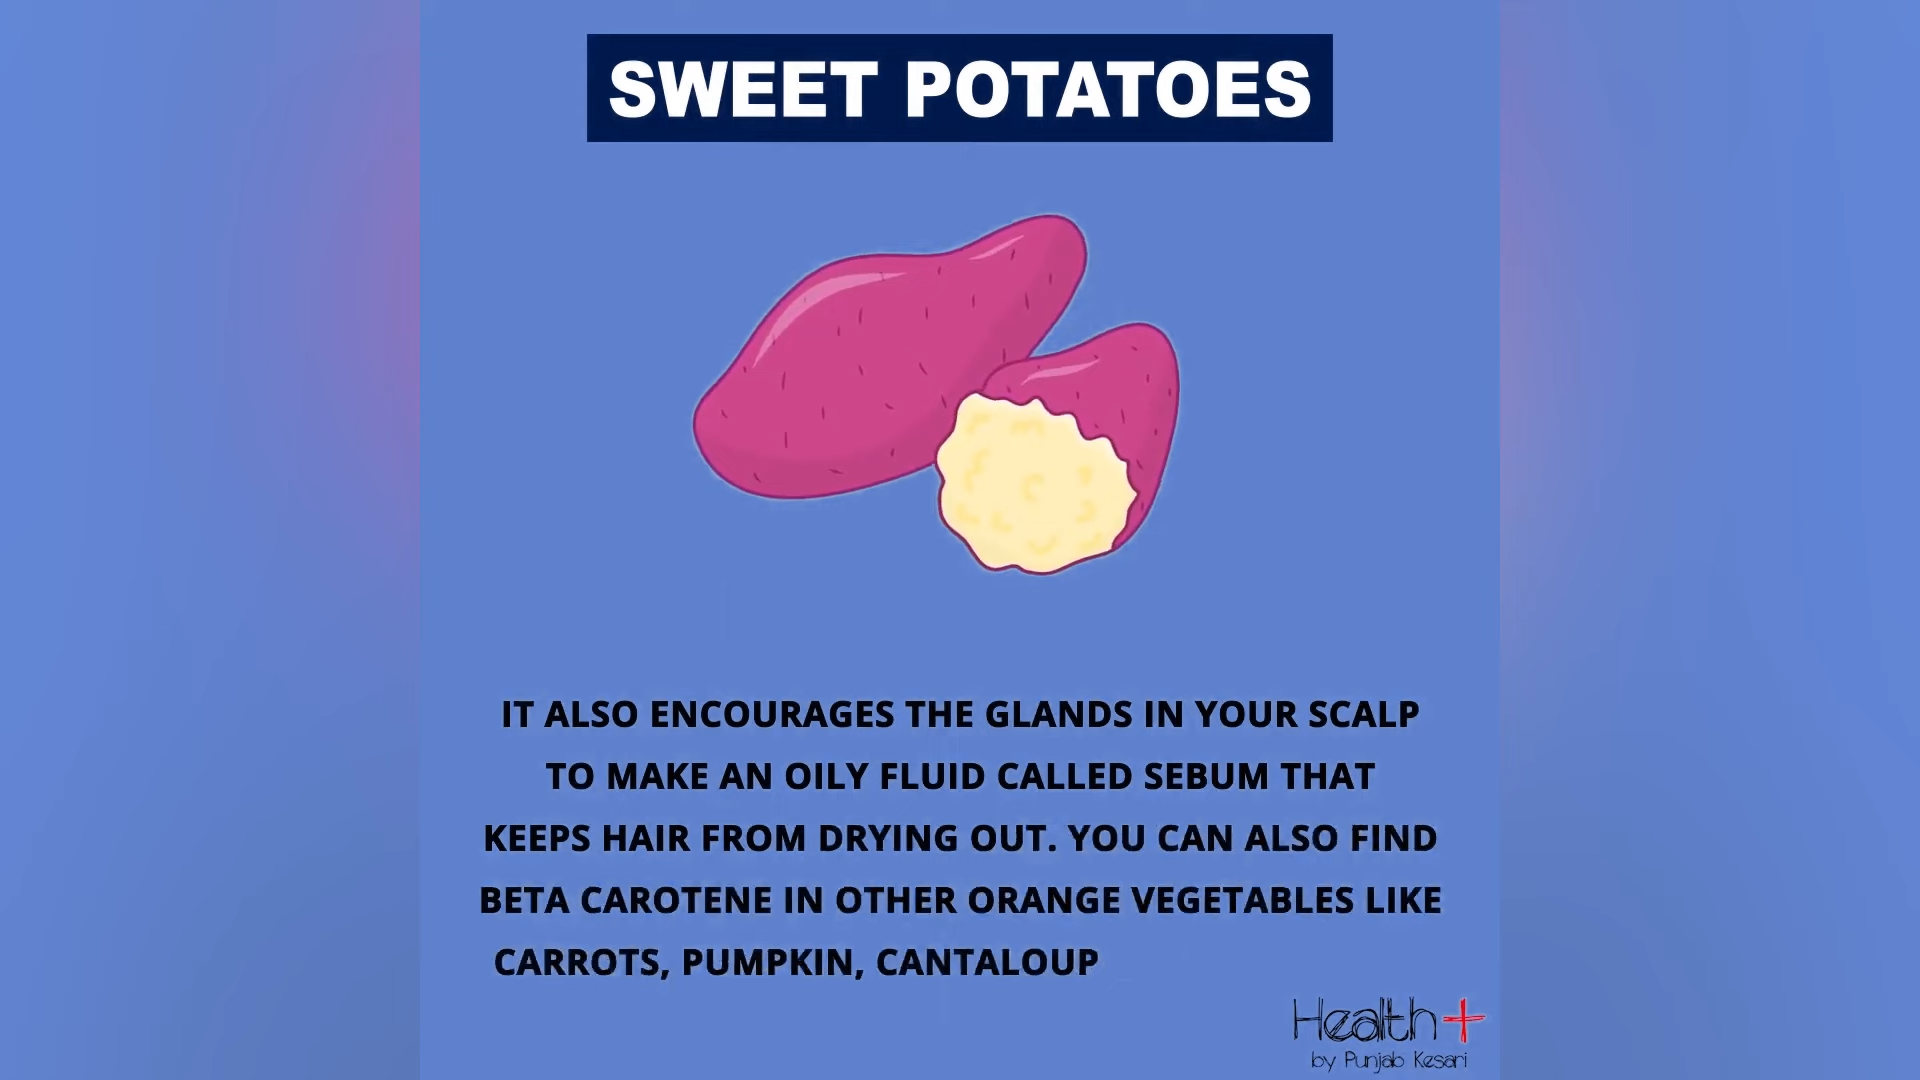 SWEET POTATOES
IT ALSO ENCOURAGES THE GLANDS IN YOUR SCALP
TO MAKE AN OILY FLUID CALLED SEBUM THAT
KEEPS HAIR FROM DRYING OUT. YOU CAN ALSO FIND
BETA CAROTENE IN OTHER ORANGE VEGETABLES LIKE
CARROTS, PUMPKIN, CANTALOUP
Health+
by Punjab Kesari